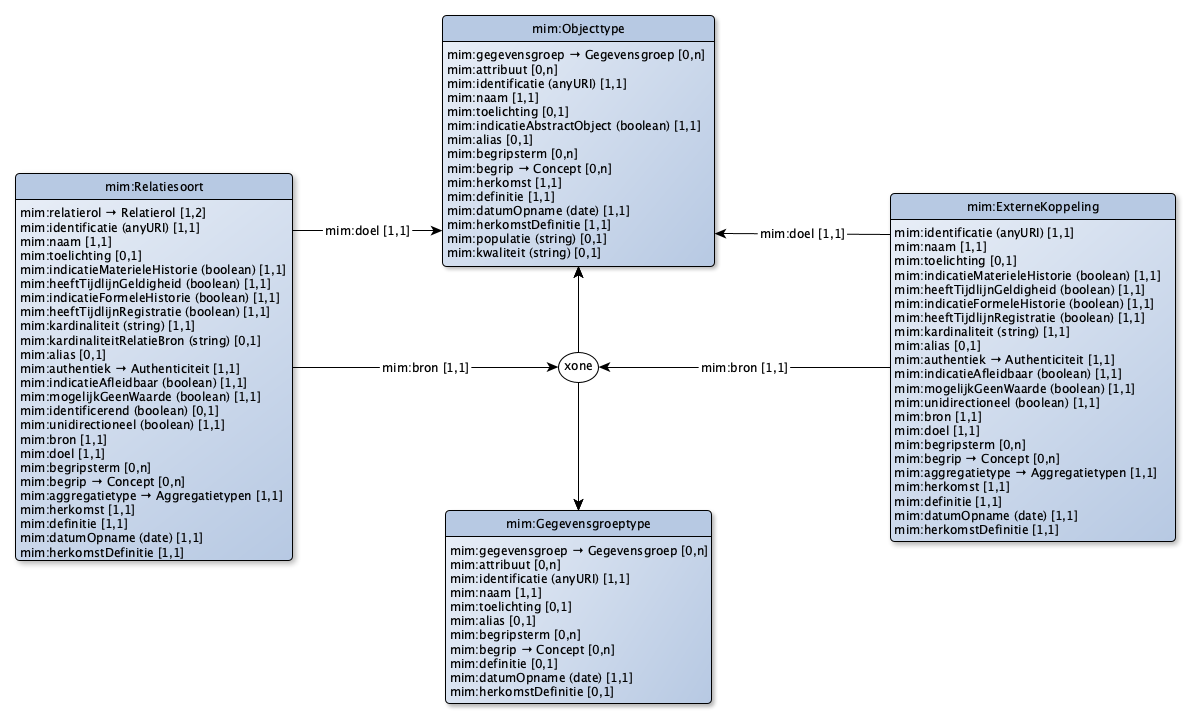 mim:Objecttype
mim:gegevensgroep → Gegevensgroep [0,n]
mim:attribuut [0,n]
mim:identificatie (anyURI) [1,1]
mim:naam [1,1]
mim:toelichting [0,1]
mim:indicatieAbstractObject (boolean) [1,1]
mim:alias [0,1]
mim:begripsterm [0,n]
mim:begrip → Concept [0,n]
mim:herkomst [1,1]
mim:definitie [1,1]
mim:datumOpname (date) [1,1]
mim:herkomstDefinitie [1,1]
mim:populatie (string) [0,1]
mim:kwaliteit (string) [0,1]
mim:Relatiesoort
mim:relatierol → Relatierol [1,2]
mim:identificatie (anyURI) [1,1]
mim:naam [1,1]
mim:toelichting [0,1]
mim:indicatieMaterieleHistorie (boolean) [1,1]
mim:heeftTijdlijnGeldigheid (boolean) [1,1]
mim:indicatieFormeleHistorie (boolean) [1,1]
mim:heeftTijdlijnRegistratie (boolean) [1,1]
mim:kardinaliteit (string) [1,1]
mim:kardinaliteitRelatieBron (string) [0,1]
mim:alias [0,1]
mim:authentiek → Authenticiteit [1,1]
mim:indicatieAfleidbaar (boolean) [1,1]
mim:mogelijkGeenWaarde (boolean) [1,1]
mim:identificerend (boolean) [0,1]
mim:unidirectioneel (boolean) [1,1]
mim:bron [1,1]
mim:doel [1,1]
mim:begripsterm [0,n]
mim:begrip → Concept [0,n]
mim:aggregatietype → Aggregatietypen [1,1]
mim:herkomst [1,1]
mim:definitie [1,1]
mim:datumOpname (date) [1,1]
mim:herkomstDefinitie [1,1]
mim:doel [1,1]
mim:doel [1,1]
mim:bron [1,1]
xone
mim:bron [1,1]
mim:ExterneKoppeling
mim:identificatie (anyURI) [1,1]
mim:naam [1,1]
mim:toelichting [0,1]
mim:indicatieMaterieleHistorie (boolean) [1,1]
mim:heeftTijdlijnGeldigheid (boolean) [1,1]
mim:indicatieFormeleHistorie (boolean) [1,1]
mim:heeftTijdlijnRegistratie (boolean) [1,1]
mim:kardinaliteit (string) [1,1]
mim:alias [0,1]
mim:authentiek → Authenticiteit [1,1]
mim:indicatieAfleidbaar (boolean) [1,1]
mim:mogelijkGeenWaarde (boolean) [1,1]
mim:unidirectioneel (boolean) [1,1]
mim:bron [1,1]
mim:doel [1,1]
mim:begripsterm [0,n]
mim:begrip → Concept [0,n]
mim:aggregatietype → Aggregatietypen [1,1]
mim:herkomst [1,1]
mim:definitie [1,1]
mim:datumOpname (date) [1,1]
mim:herkomstDefinitie [1,1]
mim:Gegevensgroeptype
mim:gegevensgroep → Gegevensgroep [0,n]
mim:attribuut [0,n]
mim:identificatie (anyURI) [1,1]
mim:naam [1,1]
mim:toelichting [0,1]
mim:alias [0,1]
mim:begripsterm [0,n]
mim:begrip → Concept [0,n]
mim:definitie [0,1]
mim:datumOpname (date) [1,1]
mim:herkomstDefinitie [0,1]